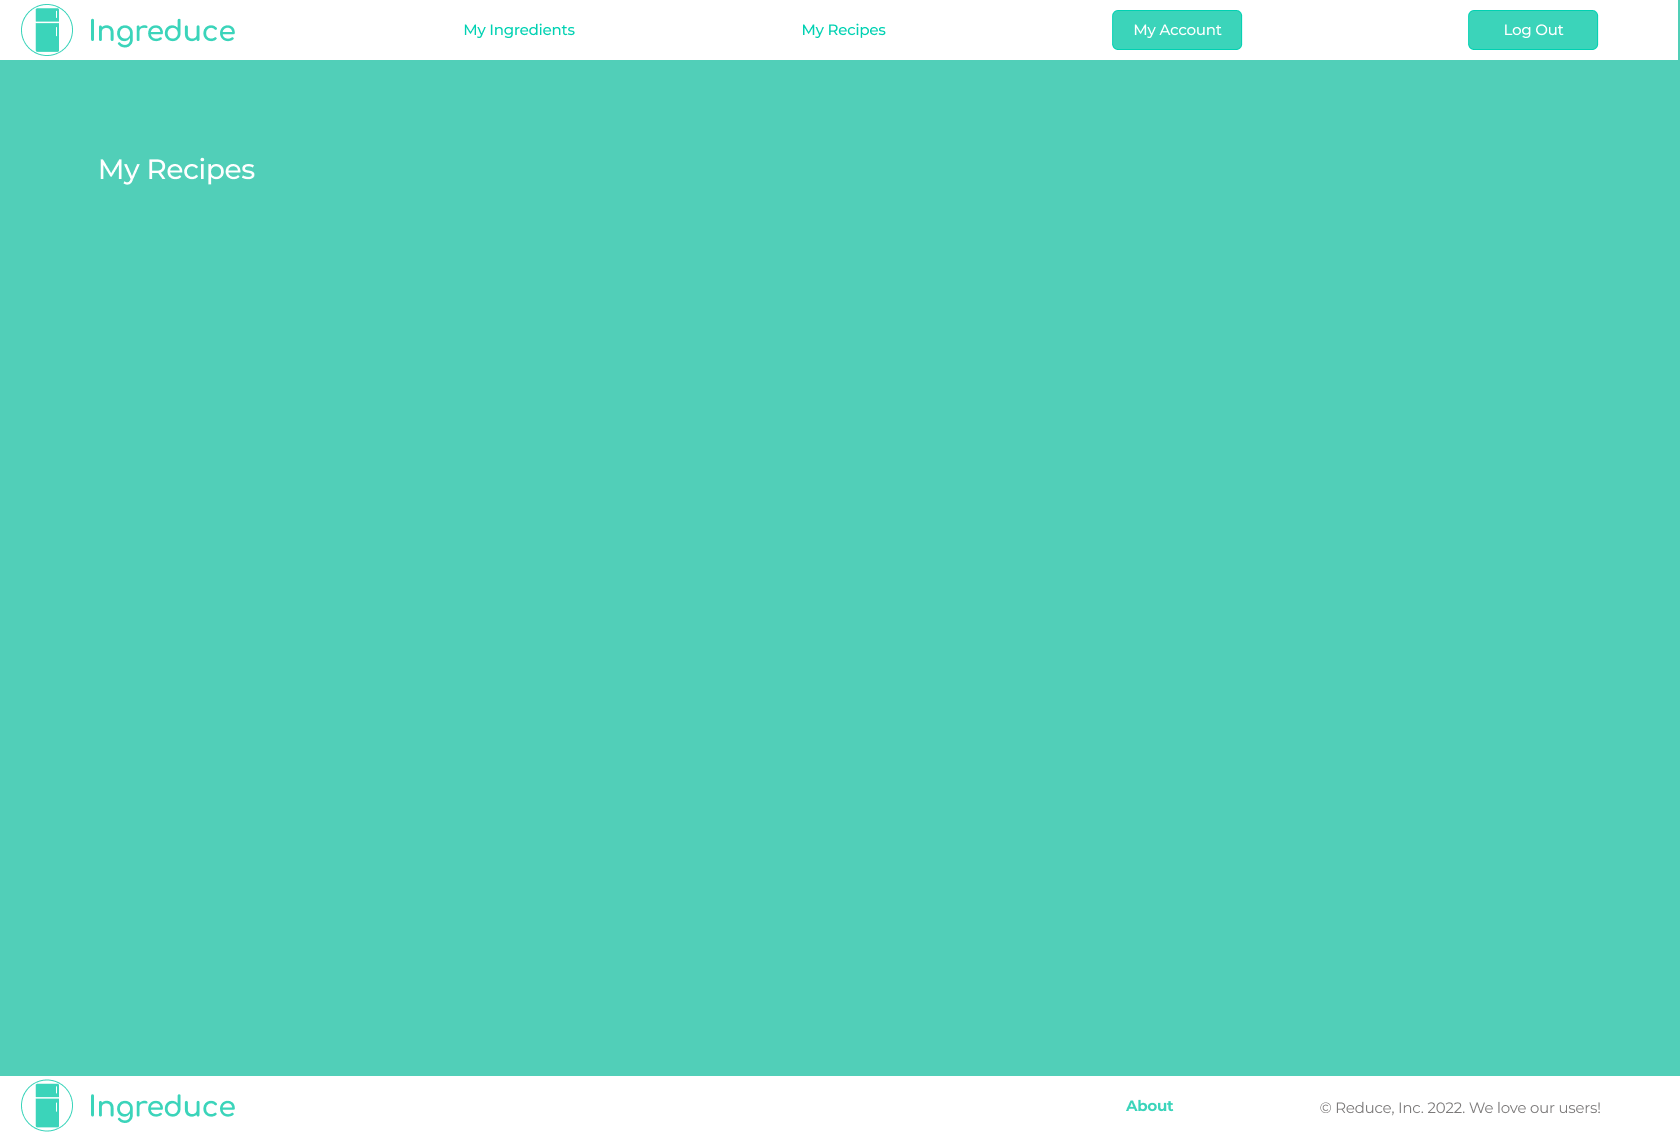 Ingreduce My Ingredients My Recipes My Account Log Out
My Recipes
Ingreduce About © Reduce, Inc. 2022. We love our users!